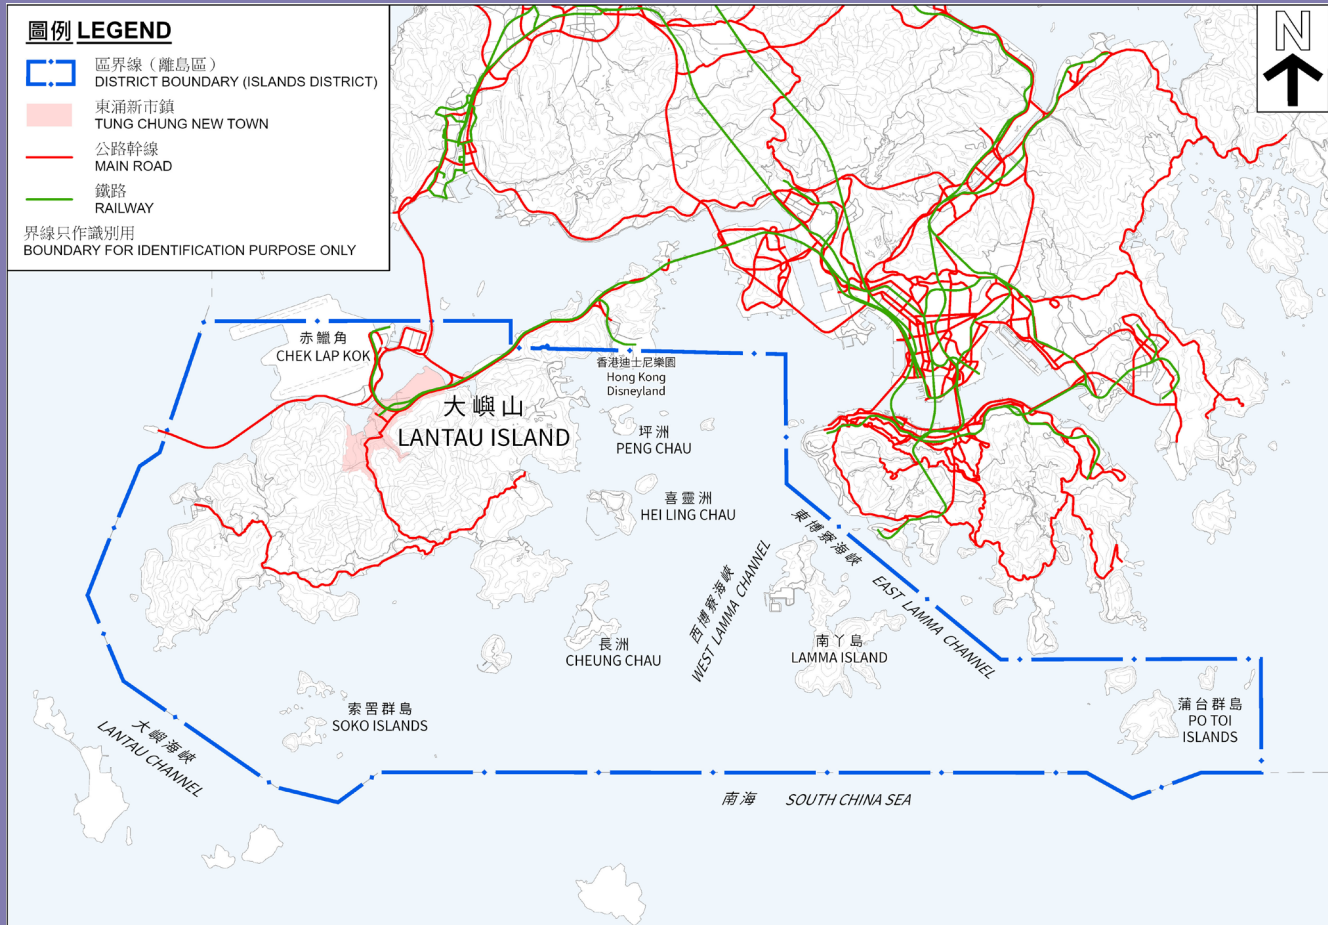 圖例 LEGEND
區界線（離島區）
DISTRICT BOUNDARY (ISLANDS DISTRICT)
東涌新市鎮
TUNG CHUNG NEW TOWN
公路幹線
MAIN ROAD
鐵路
RAILWAY
界線只作識別用
BOUNDARY FOR IDENTIFICATION PURPOSE ONLY
N
赤鱲角
CHEK LAP KOK
香港迪士尼樂園
Hong Kong
Disneyland
大嶼山
LANTAU ISLAND
坪洲
PENG CHAU
喜靈洲
HEI LING CHAU
東博寮海峽
EAST LAMMA CHANNEL
西博寮海峽
WEST LAMMA CHANNEL
長洲
CHEUNG CHAU
南丫島
LAMMA ISLAND
索罟群島
SOKO ISLANDS
蒲台群島
PO TOI
ISLANDS
大嶼海峽
LANTAU CHANNEL
南海 SOUTH CHINA SEA